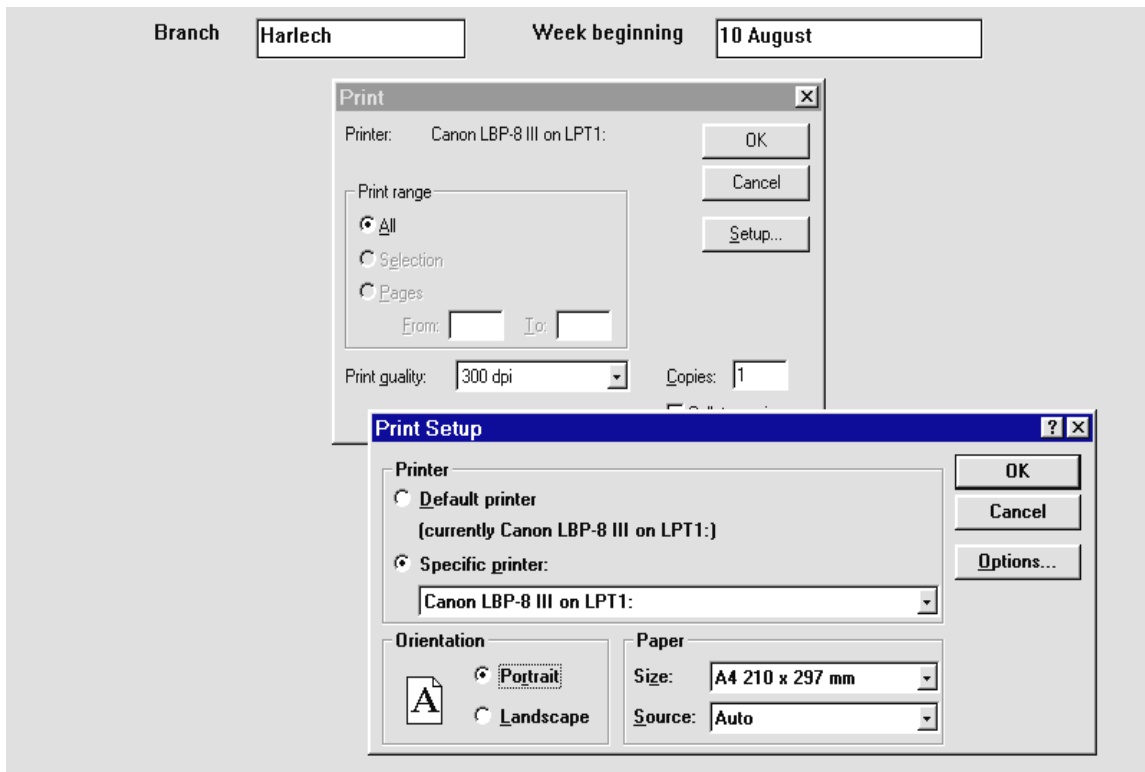 Branch Harlech Week beginning 10 August
Print
Printer: Canon LBP-8 III on LPT1: OK
Cancel
Print range
All Setup...
Selection
Pages
From: To:
Print quality: 300 dpi Copies: 1
Print Setup ?
Printer OK
Default printer
(currently Canon LBP-8 III on LPT1:) Cancel
Specific printer: Options...
Canon LBP-8 III on LPT1:
Orientation Paper
A Portrait Size: A4 210 x 297 mm
Landscape Source: Auto